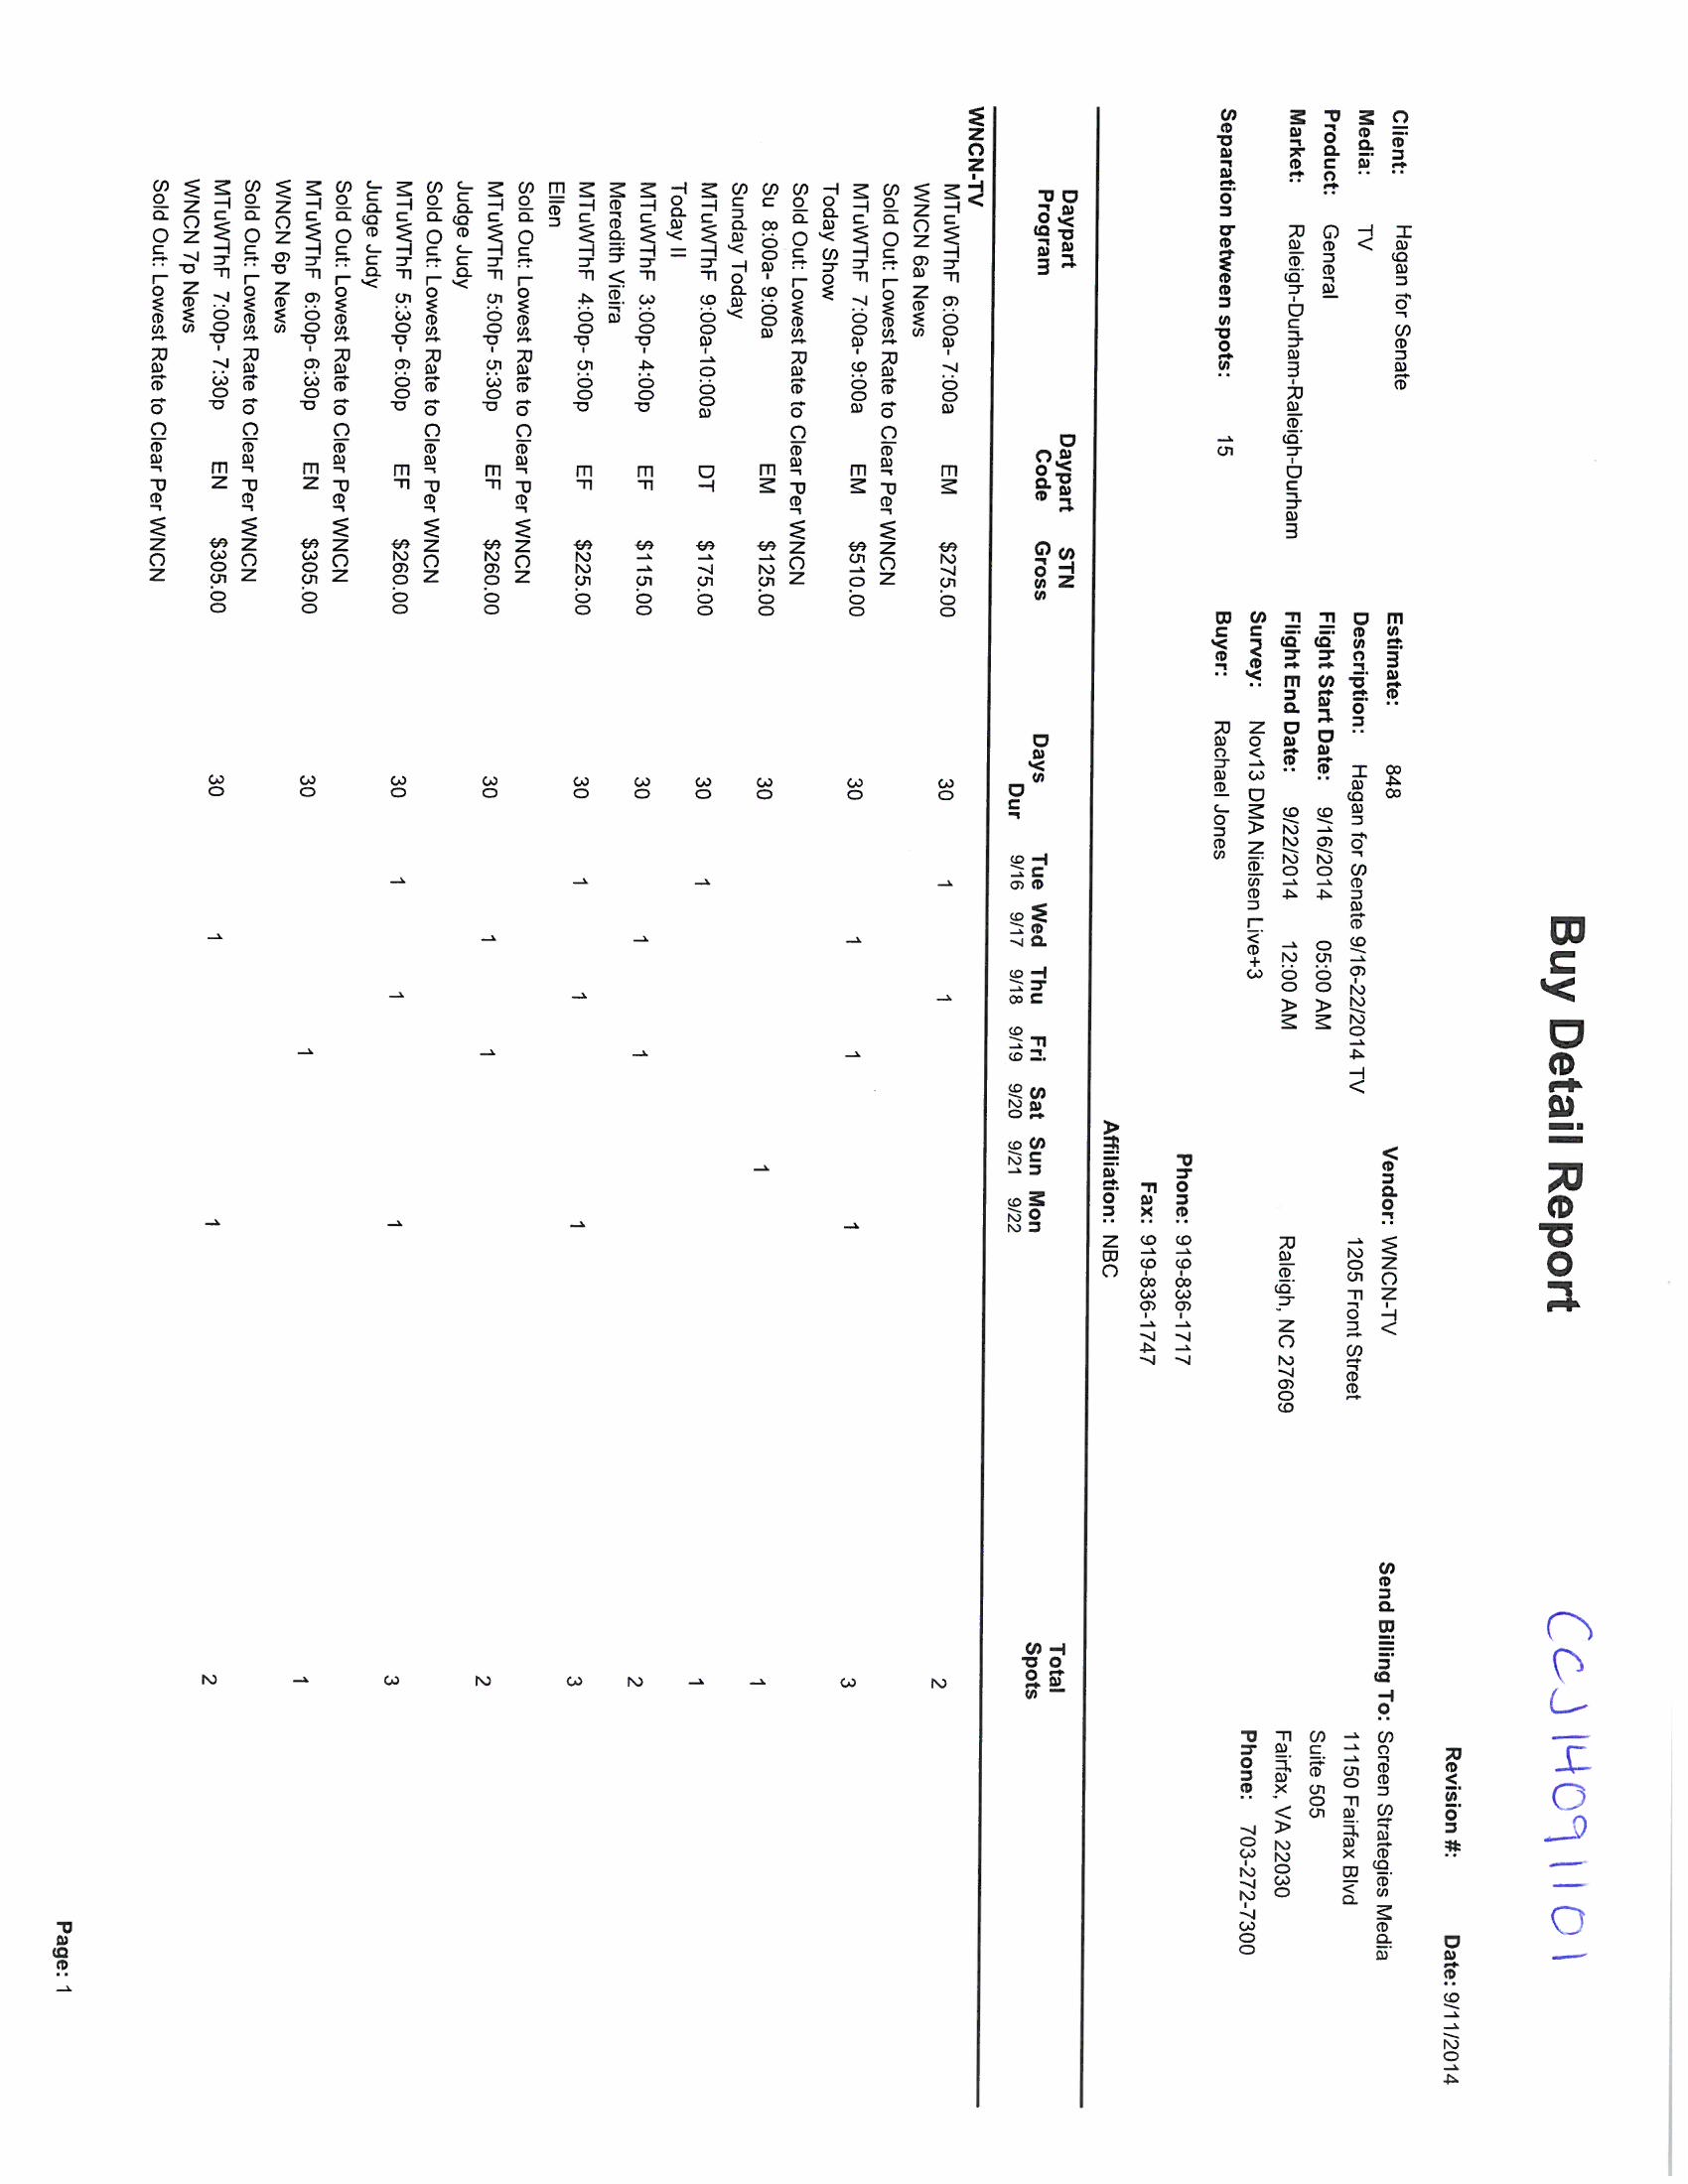 Buy Detail Report
CCJ14091101
Revision #: Date: 9/11/2014
Client: Hagan for Senate Estimate: 848 Vendor: WNCN-TV Send Billing To: Screen Strategies Media
Media: TV Description: Hagan for Senate 9/16-22/2014 TV 1205 Front Street 11150 Fairfax Blvd
Product: General Flight Start Date: 9/16/2014 05:00 AM Suite 505
Market: Raleigh-Durham-Raleigh-Durham Flight End Date: 9/22/2014 12:00 AM Raleigh, NC 27609 Fairfax, VA 22030
Survey: Nov13 DMA Nielsen Live+3 Phone: 703-272-7300
Separation between spots: 15 Buyer: Rachael Jones
Phone: 919-836-1717
Fax: 919-836-1747
Affiliation: NBC
Daypart Daypart STN Days Tue Wed Thu Fri Sat Sun Mon Total
Program Code Gross Dur 9/16 9/17 9/18 9/19 9/20 9/21 9/22 Spots
WNCN-TV
MTuWThF 6:00a- 7:00a EM $275.00 30 1 1 2
WNCN 6a News
Sold Out: Lowest Rate to Clear Per WNCN
MTuWThF 7:00a- 9:00a EM $510.00 30 1 1 1 3
Today Show
Sold Out: Lowest Rate to Clear Per WNCN
Su 8:00a- 9:00a EM $125.00 30 1 1
Sunday Today
MTuWThF 9:00a-10:00a DT $175.00 30 1 1
Today II
MTuWThF 3:00p- 4:00p EF $115.00 30 1 1 2
Meredith Vieira
MTuWThF 4:00p- 5:00p EF $225.00 30 1 1 1 3
Ellen
Sold Out: Lowest Rate to Clear Per WNCN
MTuWThF 5:00p- 5:30p EF $260.00 30 1 1 2
Judge Judy
Sold Out: Lowest Rate to Clear Per WNCN
MTuWThF 5:30p- 6:00p EF $260.00 30 1 1 1 3
Judge Judy
Sold Out: Lowest Rate to Clear Per WNCN
MTuWThF 6:00p- 6:30p EN $305.00 30 1 1
WNCN 6p News
Sold Out: Lowest Rate to Clear Per WNCN
MTuWThF 7:00p- 7:30p EN $305.00 30 1 1 2
WNCN 7p News
Sold Out: Lowest Rate to Clear Per WNCN
Page: 1